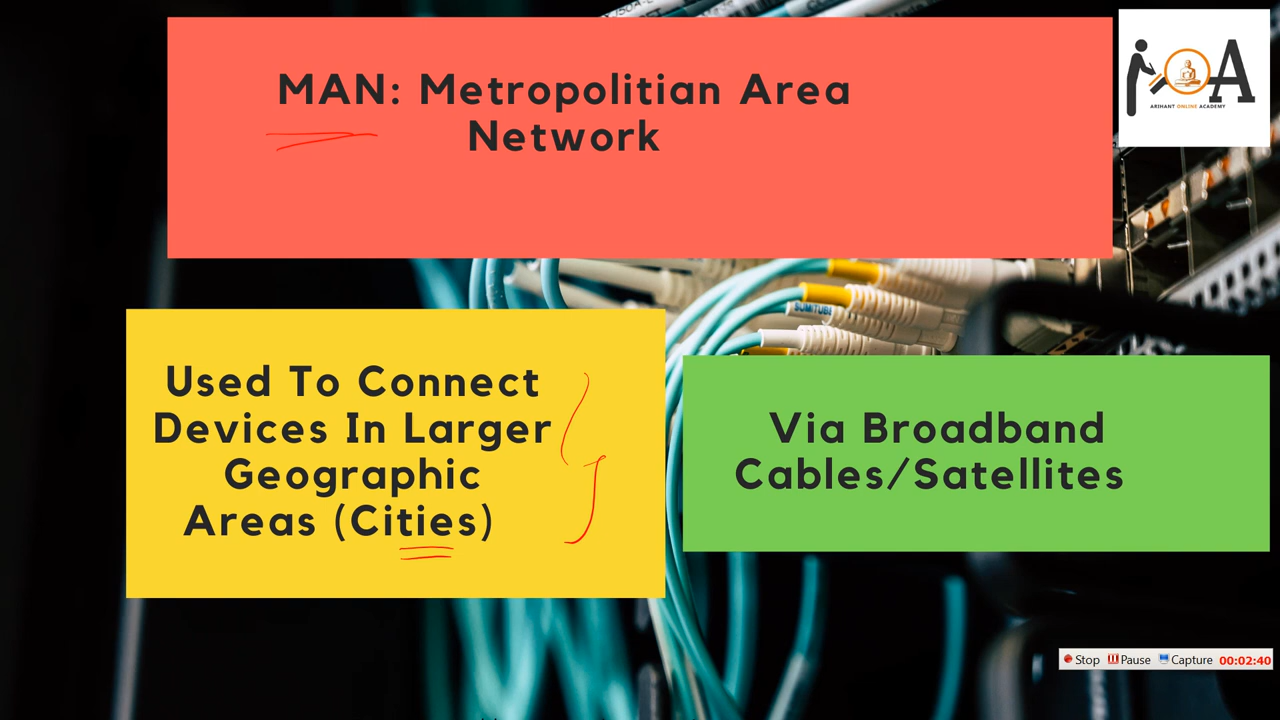 MAN: Metropolitian Area
Network
ARIHANT ONLINE ACADEMY
Used To Connect
Devices In Larger
Geographic
Areas (Cities)
SUMITUBE
Via Broadband
Cables/Satellites
Stop Pause Capture 00:02:40